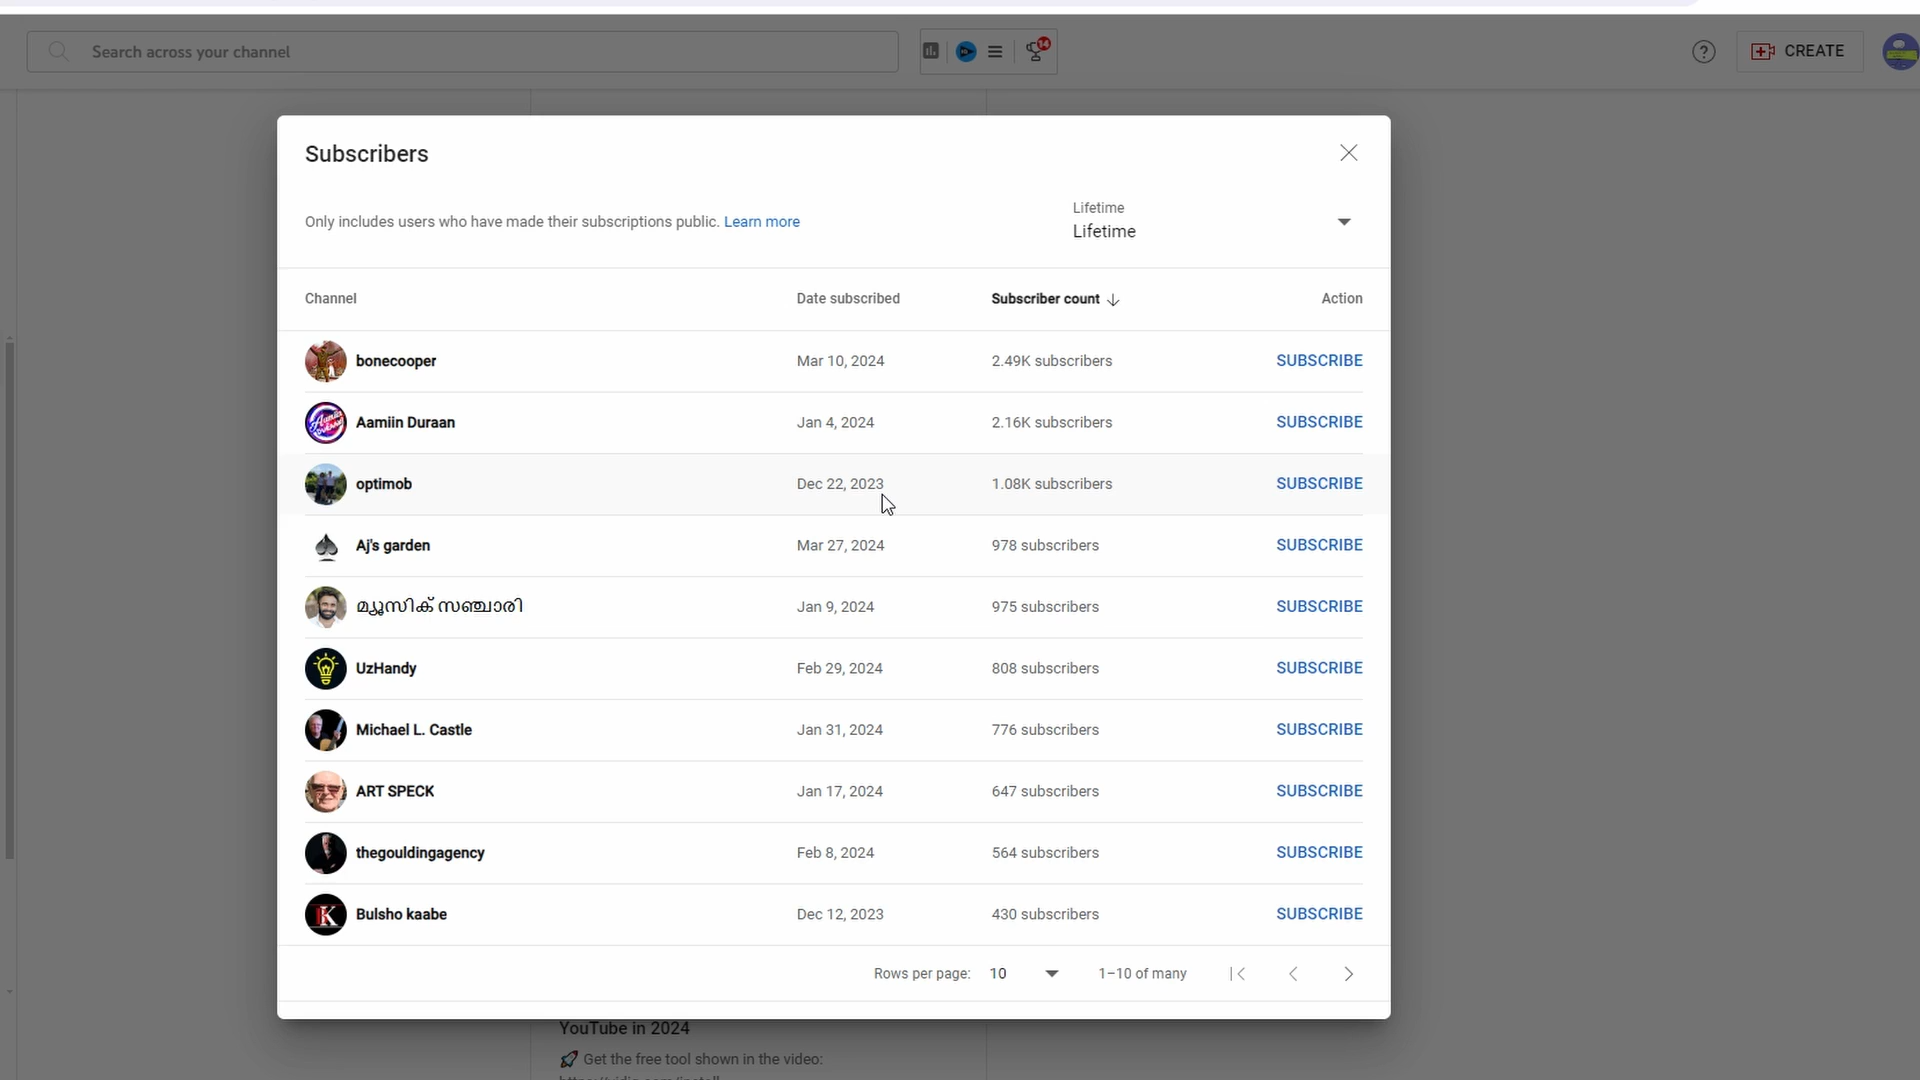 Search across your channel
14
CREATE
Subscribers
Only includes users who have made their subscriptions public. Learn more
Lifetime
Lifetime
Channel Date subscribed Subscriber count Action
bonecooper Mar 10, 2024 2.49K subscribers SUBSCRIBE
Aamiin Duraan Jan 4, 2024 2.16K subscribers SUBSCRIBE
optimob Dec 22, 2023 1.08K subscribers SUBSCRIBE
Aj's garden Mar 27, 2024 978 subscribers SUBSCRIBE
മ്യൂസിക് സഞ്ചാരി Jan 9, 2024 975 subscribers SUBSCRIBE
UzHandy Feb 29, 2024 808 subscribers SUBSCRIBE
Michael L. Castle Jan 31, 2024 776 subscribers SUBSCRIBE
ART SPECK Jan 17, 2024 647 subscribers SUBSCRIBE
thegouldingagency Feb 8, 2024 564 subscribers SUBSCRIBE
Bulsho kaabe Dec 12, 2023 430 subscribers SUBSCRIBE
Rows per page: 10 1–10 of many
YouTube in 2024
🚀 Get the free tool shown in the video: